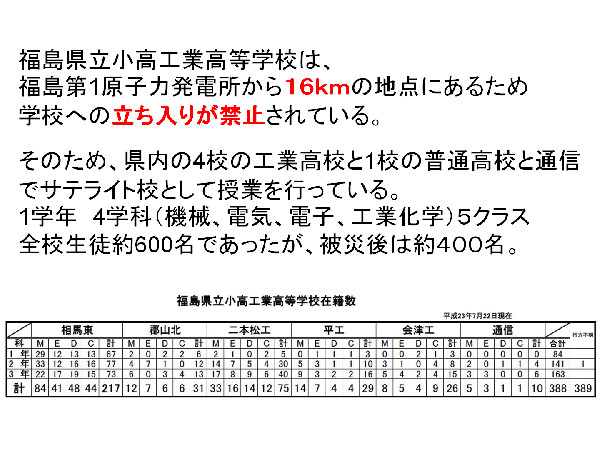 福島県立小高工業高等学校は、
福島第1原子力発電所から16kmの地点にあるため
学校への立ち入りが禁止されている。
そのため、県内の4校の工業高校と1校の普通高校と通信
でサテライト校として授業を行っている。
1学年 4学科(機械、電気、電子、工業化学)5クラス
全校生徒約600名であったが、被災後は約400名。
福島県立小高工業高等学校在籍数
平成23年7月22日現在
相馬東 郡山北 二本松工 平工 会津工 通信
科 M E D C 計 M E D C 計 M E D C 計 M E D C 計 M E D C 計 M E D C 計 合計
1 年 29 12 13 13 67 2 0 2 2 6 2 1 0 2 5 0 1 1 1 3 0 0 2 1 3 0 0 0 0 0 84
2 年 33 12 16 16 77 4 7 1 0 12 14 7 5 4 30 5 3 1 1 10 3 1 0 4 8 2 0 1 1 4 141 1
3 年 22 17 19 15 73 6 0 3 4 13 17 8 9 6 40 9 3 2 2 16 5 4 2 4 15 3 3 0 0 6 163
計 84 41 48 44 217 12 7 6 6 31 33 16 14 12 75 14 7 4 4 29 8 5 4 9 26 5 3 1 1 10 388 389